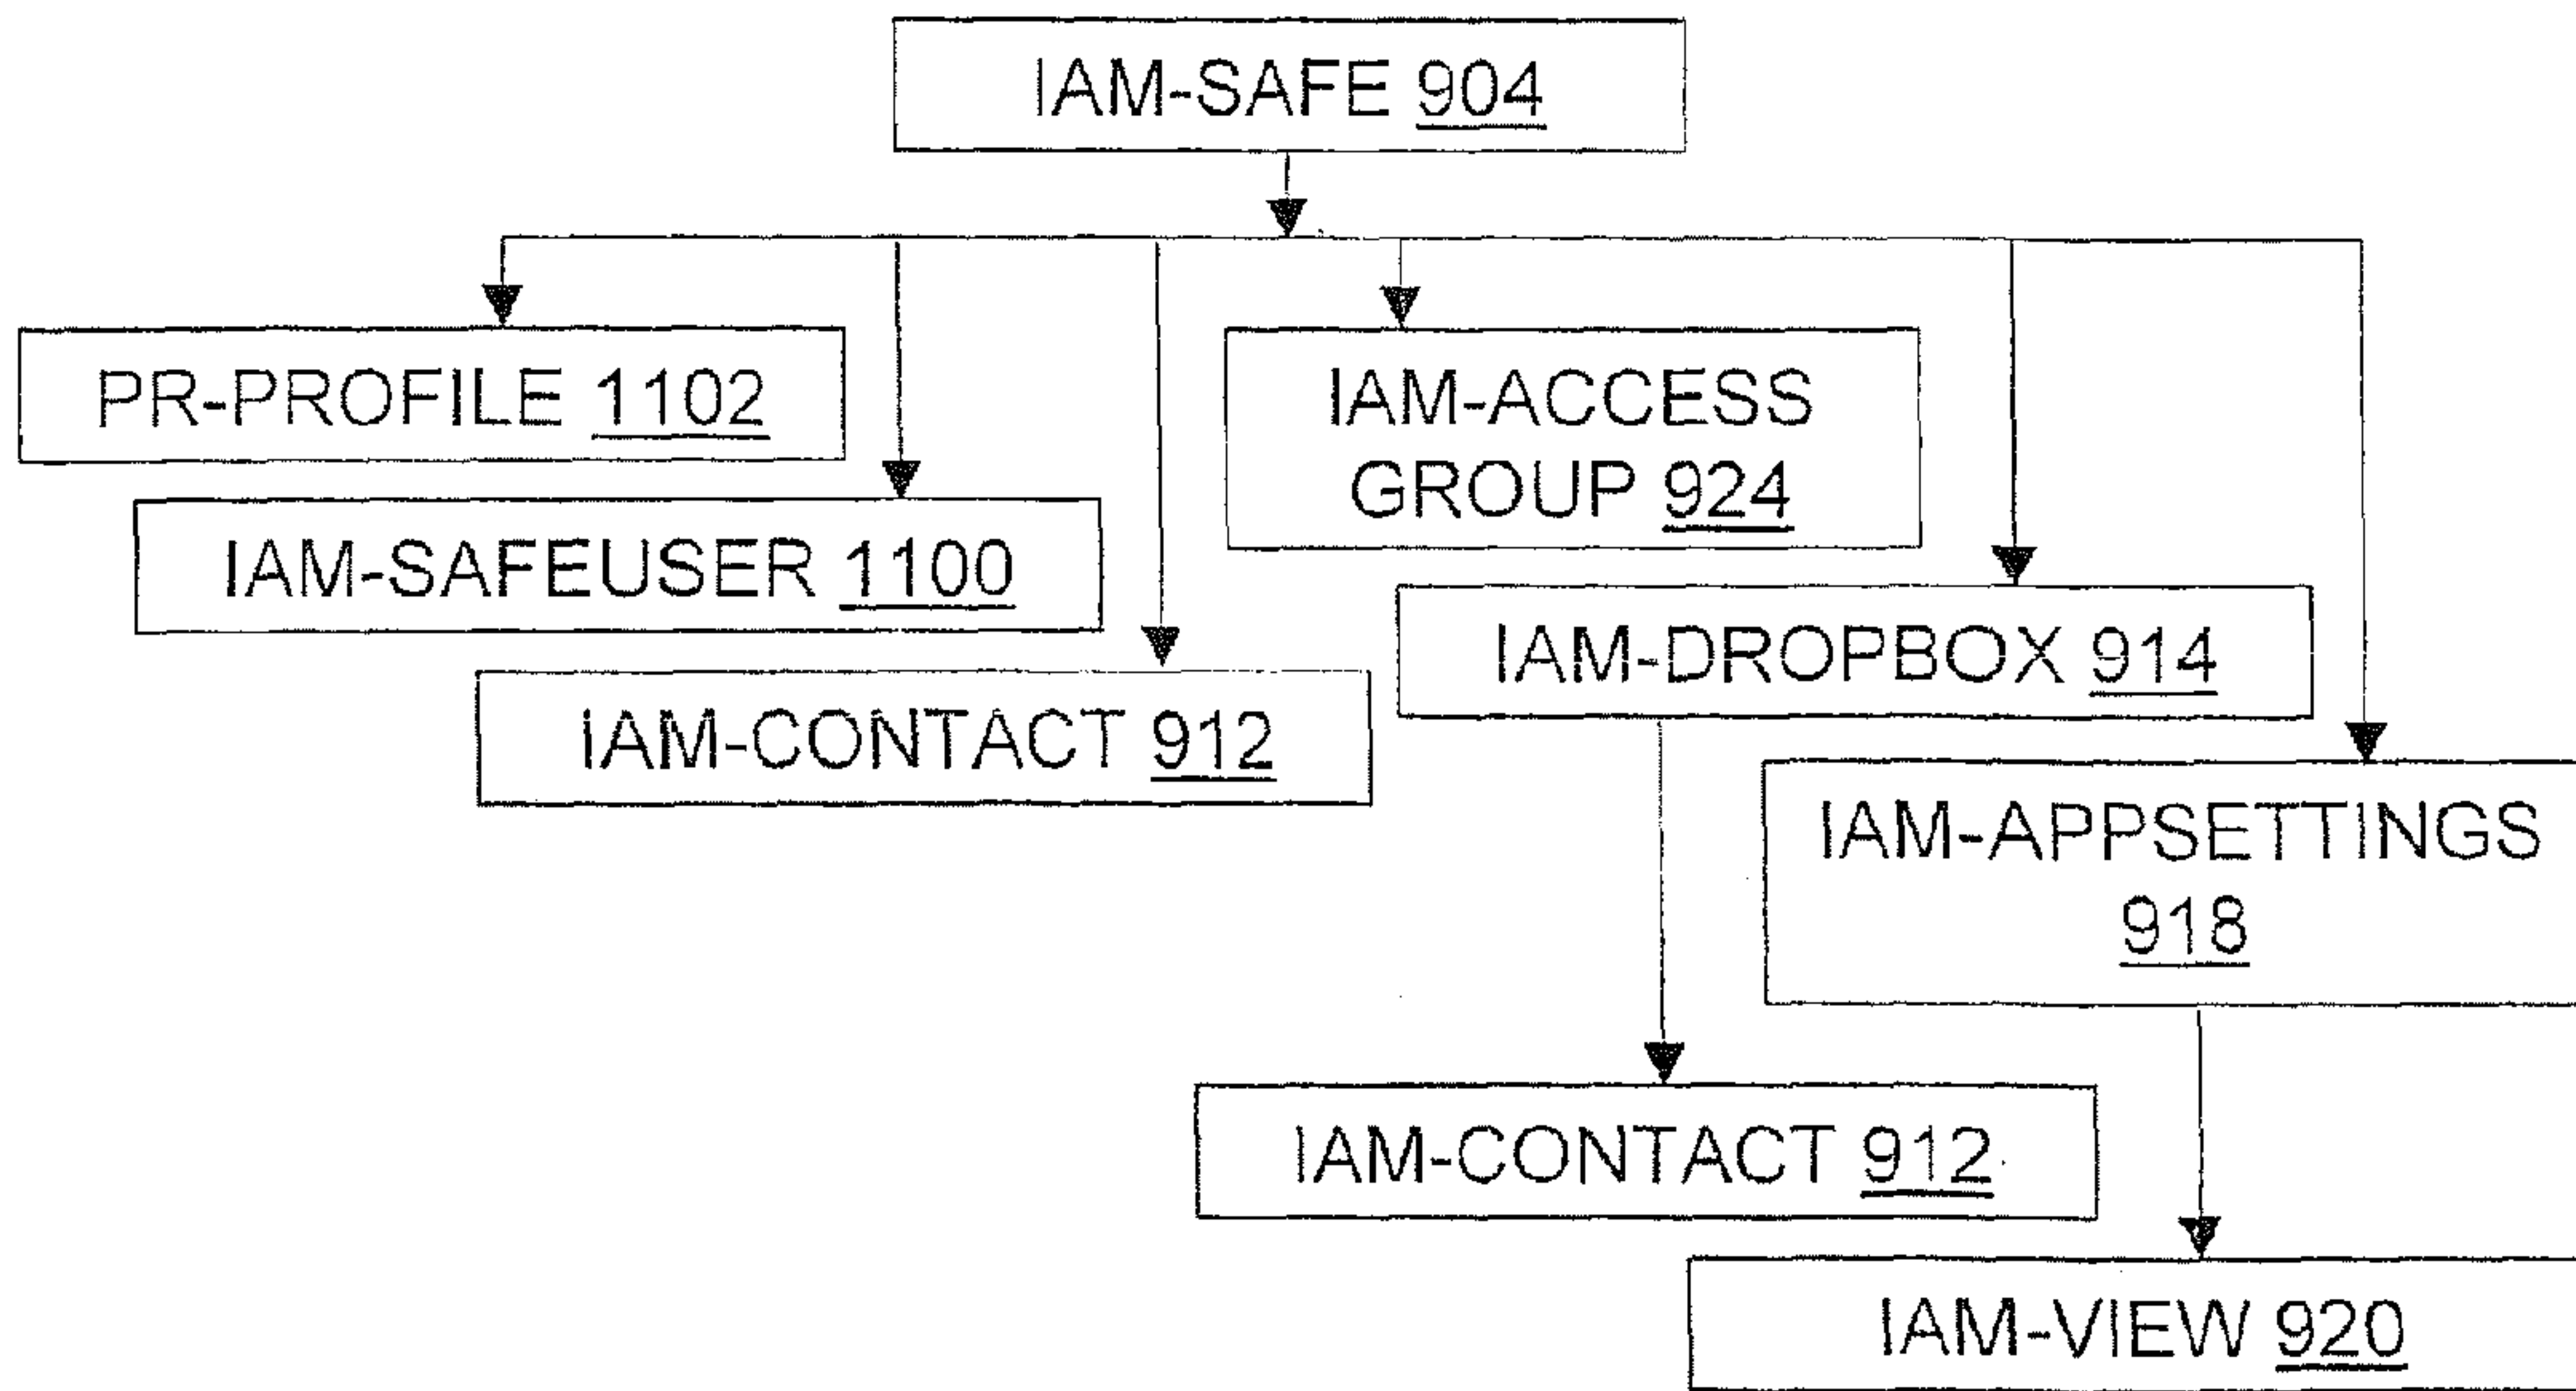 IAM-SAFE 904
PR-PROFILE 1102
IAM-ACCESS
GROUP 924
IAM-SAFEUSER 1100
IAM-DROPBOX 914
IAM-CONTACT 912
IAM-APPSETTINGS
918
IAM-CONTACT 912
IAM-VIEW 920